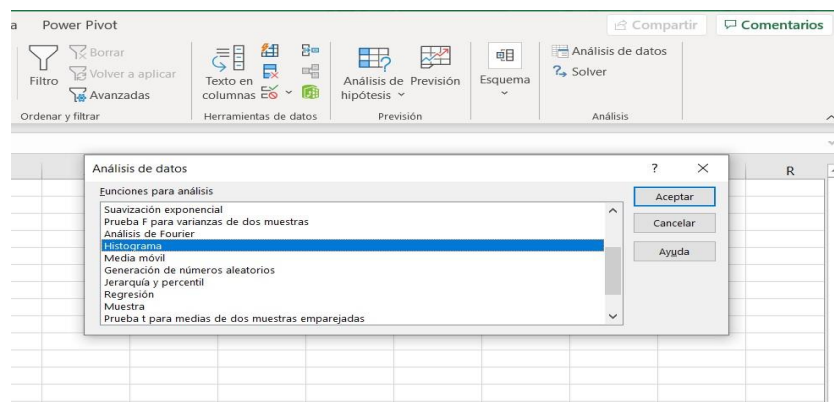 a Power Pivot
Compartir
Comentarios
Filtro
Borrar
Volver a aplicar
Avanzadas
Texto en
columnas
Análisis de
hipótesis
Previsión
Esquema
Análisis de datos
Solver
Ordenar y filtrar
Herramientas de datos
Previsión
Análisis
R
Análisis de datos
?
Funciones para análisis
Suavización exponencial
Prueba F para varianzas de dos muestras
Análisis de Fourier
Histograma
Media móvil
Generación de números aleatorios
Jerarquía y percentil
Regresión
Muestra
Prueba t para medias de dos muestras emparejadas
Aceptar
Cancelar
Ayuda